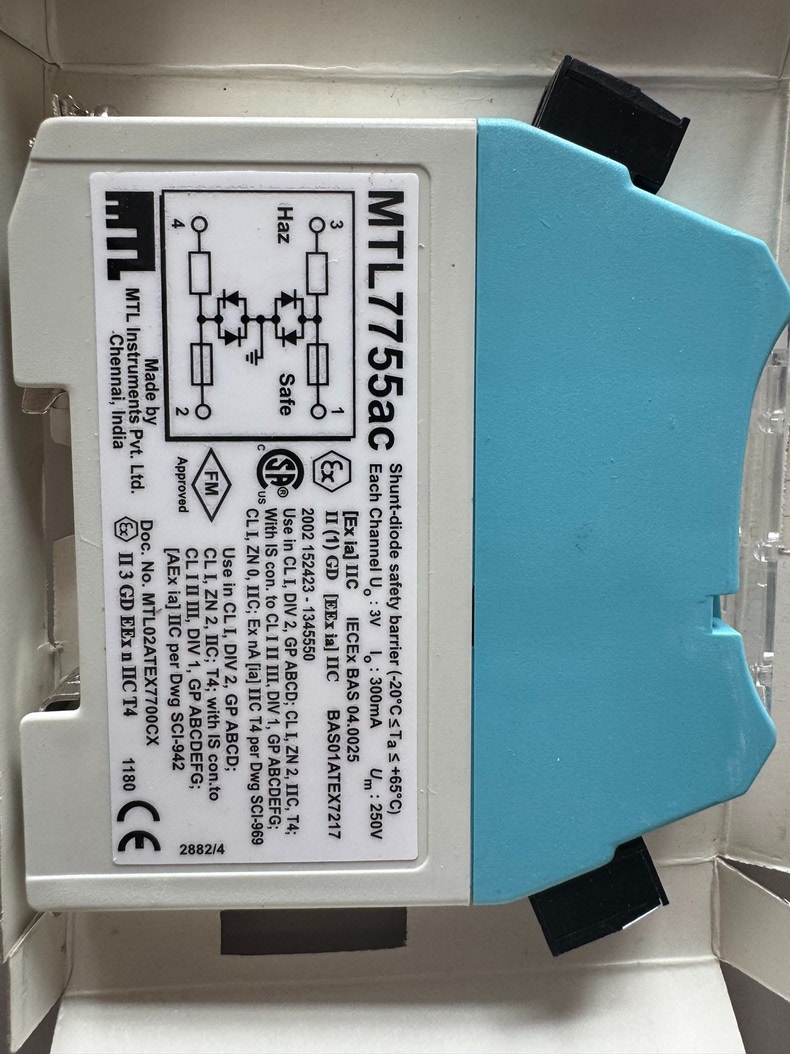 MTL7755ac
Shunt-diode safety barrier (-20°C ≤ Ta ≤ +65°C)
Each Channel Uo : 3V Io : 300mA Um : 250V
3 1
Haz Safe
4 2
[Ex ia] IIC IECEx BAS 04.0025
II (1) GD [EEx ia] IIC BAS01ATEX7217
2002 152423 - 1345550
Use in CL I, DIV 2, GP ABCD; CL I, ZN 2, IIC, T4;
With IS con. to CL I II III, DIV 1, GP ABCDEFG;
CL I, ZN 0, IIC; Ex nA [ia] IIC T4 per Dwg SCI-969
Ex
SA®
C US
FM
Approved
Use in CL I, DIV 2, GP ABCD;
CL I, ZN 2, IIC; T4; with IS con.to
CL I II III, DIV 1, GP ABCDEFG;
[AEx ia] IIC per Dwg SCI-942
2882/4
MTL
Made by
MTL Instruments Pvt. Ltd.
Chennai, India
Doc. No. MTL02ATEX7700CX
Ex II 3 GD EEx n IIC T4
1180 CE